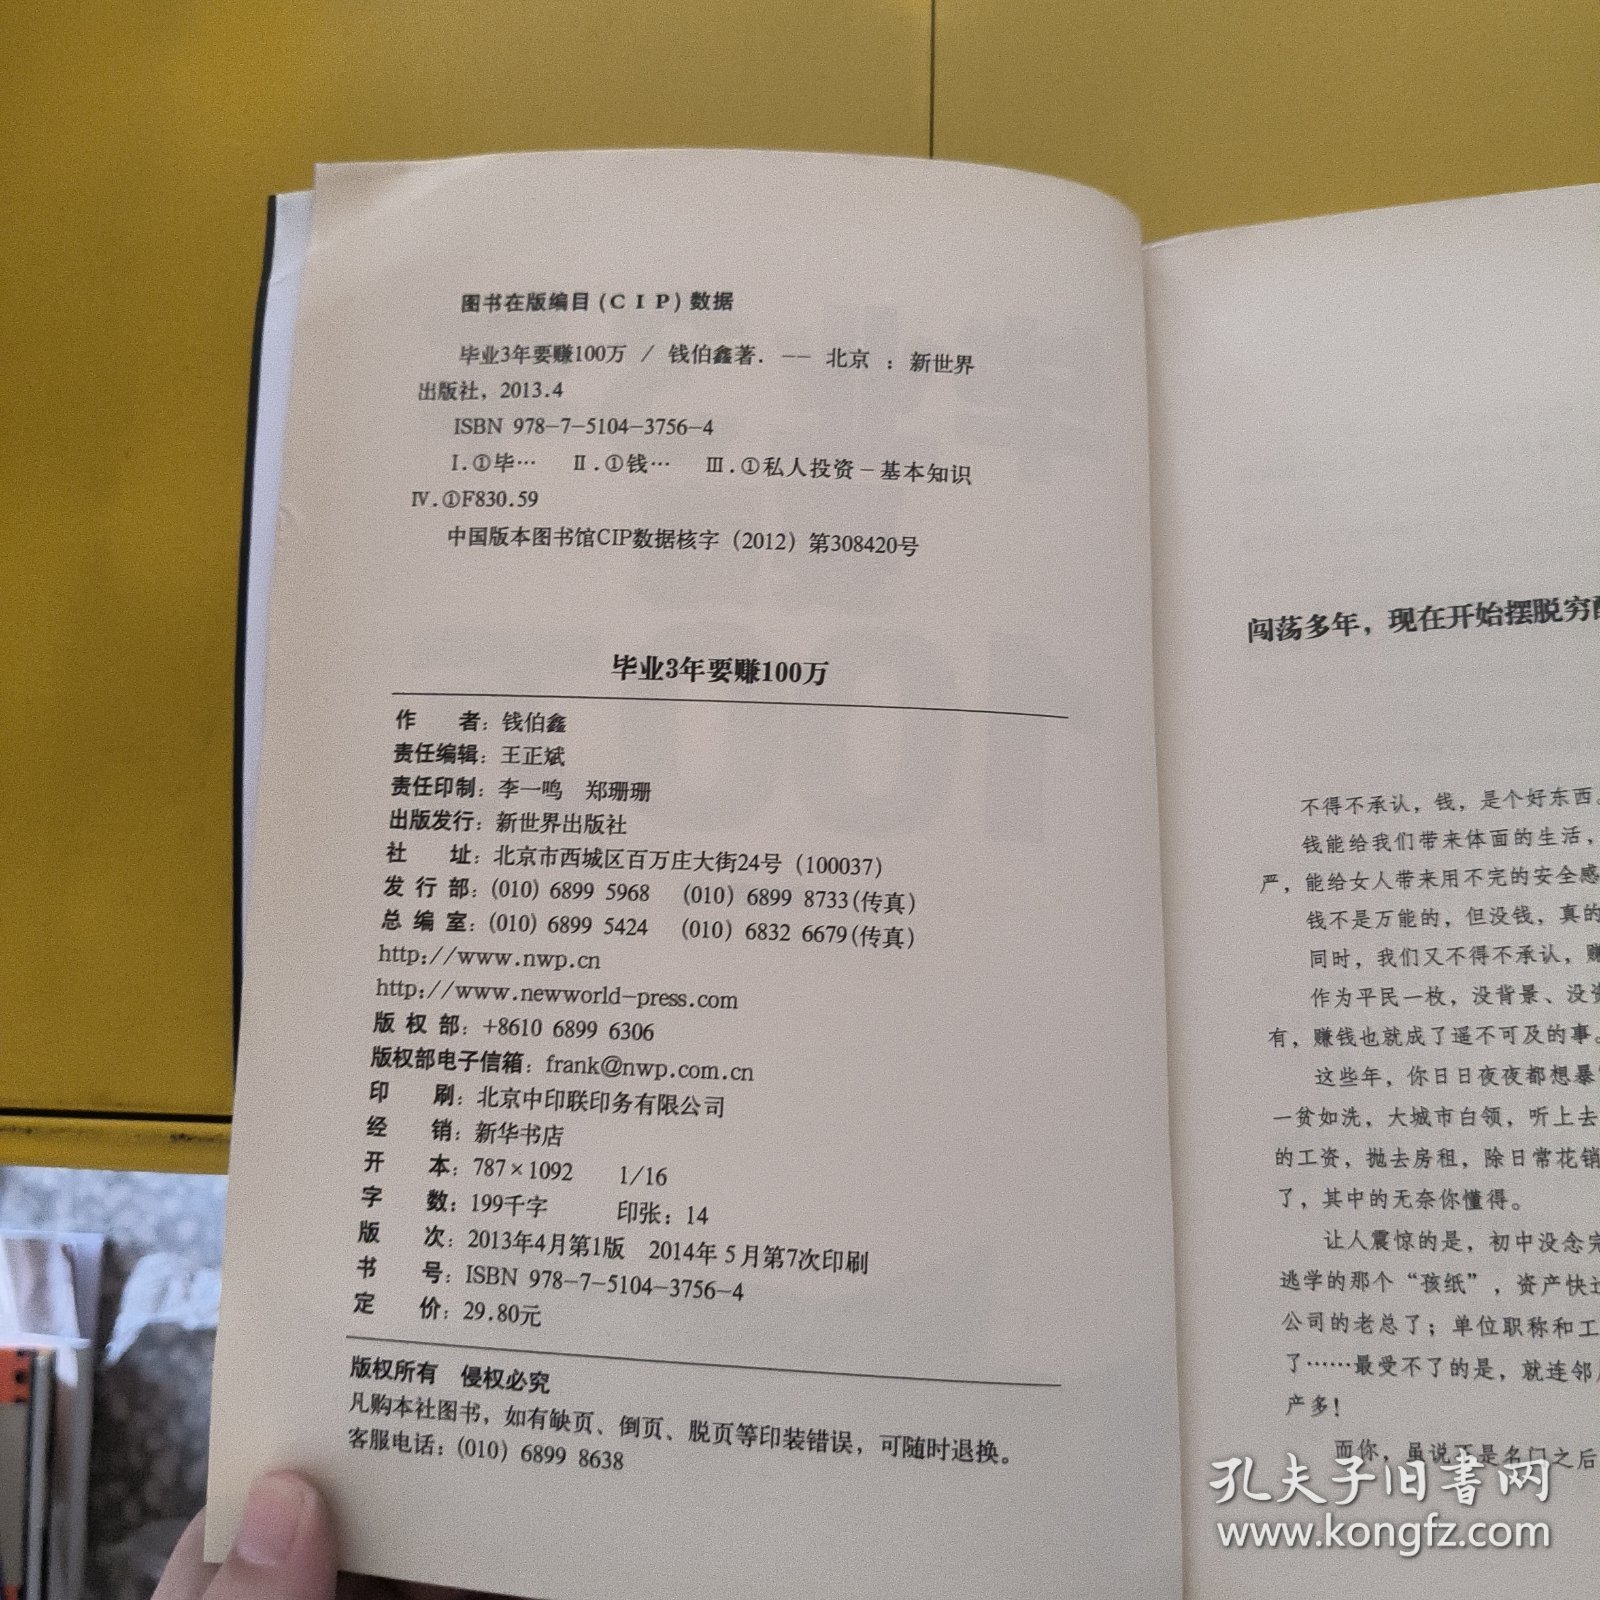 图书在版编目(CIP)数据
毕业3年要赚100万 / 钱伯鑫著. -- 北京 : 新世界
出版社, 2013.4
ISBN 978-7-5104-3756-4
Ⅰ.①毕… Ⅱ.①钱… Ⅲ.①私人投资-基本知识
Ⅳ.①F830.59
中国版本图书馆CIP数据核字（2012）第308420号
毕业3年要赚100万
作 者：钱伯鑫
责任编辑：王正斌
责任印制：李一鸣 郑珊珊
出版发行：新世界出版社
社 址：北京市西城区百万庄大街24号（100037）
发 行 部：(010) 6899 5968 (010) 6899 8733(传真)
总 编 室：(010) 6899 5424 (010) 6832 6679(传真)
http://www.nwp.cn
http://www.newworld-press.com
版 权 部：+8610 6899 6306
版权部电子信箱：frank@nwp.com.cn
印 刷：北京中印联印务有限公司
经 销：新华书店
开 本：787×1092 1/16
字 数：199千字 印张：14
版 次：2013年4月第1版 2014年5月第7次印刷
书 号：ISBN 978-7-5104-3756-4
定 价：29.80元
版权所有 侵权必究
凡购本社图书，如有缺页、倒页、脱页等印装错误，可随时退换。
客服电话：(010) 6899 8638
闯荡多年，现在开始摆脱穷
不得不承认，钱，是个好东西。
钱能给我们带来体面的生活，
严，能给女人带来用不完的安全感
钱不是万能的，但没钱，真的
同时，我们又不得不承认，赚
作为平民一枚，没背景、没资
有，赚钱也就成了遥不可及的事。
这些年，你日日夜夜都想暴
一贫如洗，大城市白领，听上去
的工资，抛去房租，除日常花销
了，其中的无奈你懂得。
让人震惊的是，初中没念完
逃学的那个“孩纸”，资产快过
公司的老总了；单位职称和工
了……最受不了的是，就连邻
产多！
而你，虽说不是名门之后
孔夫子旧书网
www.kongfz.com